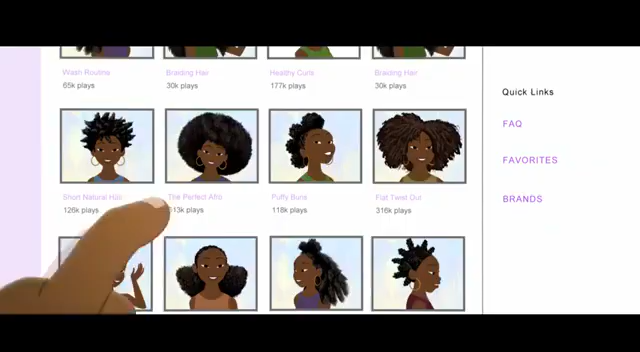 Wash Routine
Braiding Hair
Healthy Curls
Braiding Hair
65k plays
30k plays
177k plays
30k plays
Quick Links
FAQ
FAVORITES
BRANDS
Short Natural Hair
The Perfect Afro
Puffy Buns
Flat Twist Out
126k plays
613k plays
118k plays
316k plays